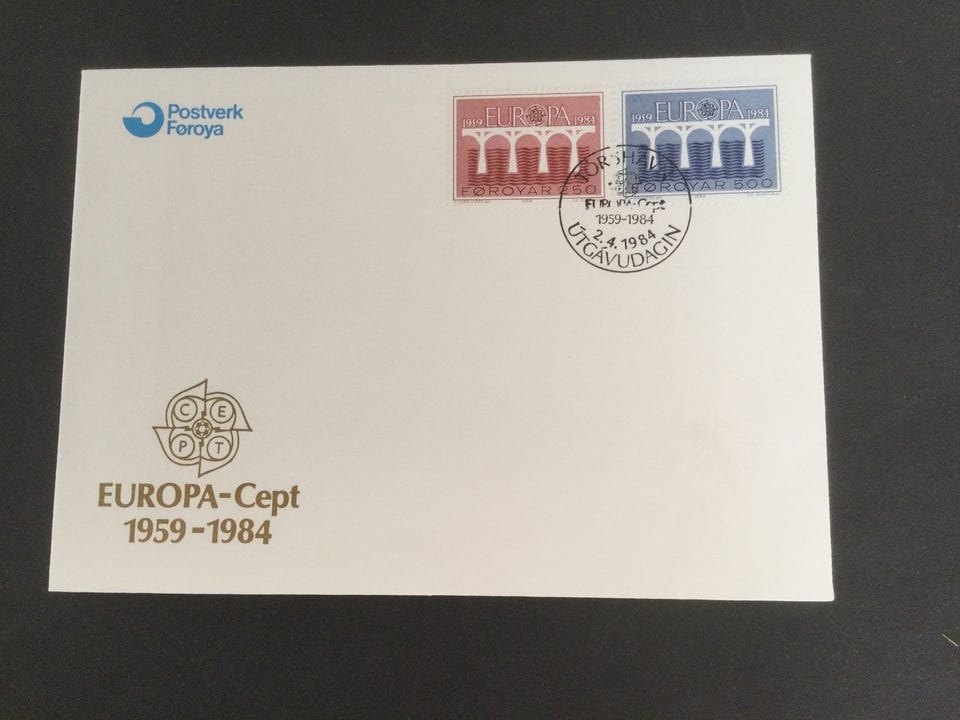 Postverk
Føroya
1959 EUROPA 1984
FØROYAR 250
1984
1959 EUROPA 1984
FØROYAR 500
TÓRSHAVN
EUROPA-Cept
1959-1984
2.4.1984
ÚTGÁVUDAGIN
C E
P T
EUROPA-Cept
1959-1984